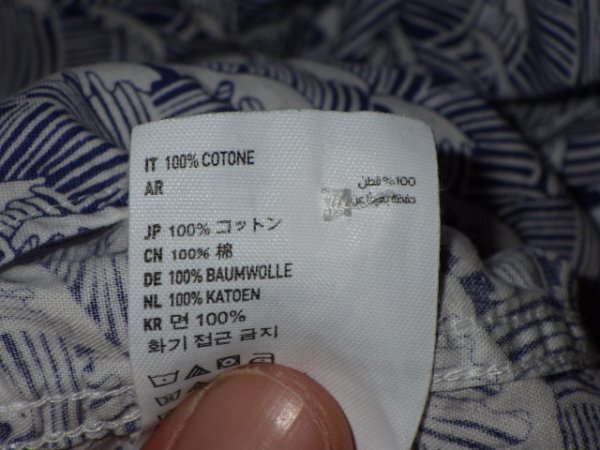 IT 100% COTONE
AR
100% قطن
JP 100% コットン
CN 100% 棉
DE 100% BAUMWOLLE
NL 100% KATOEN
KR 면 100%
화기 접근 금지